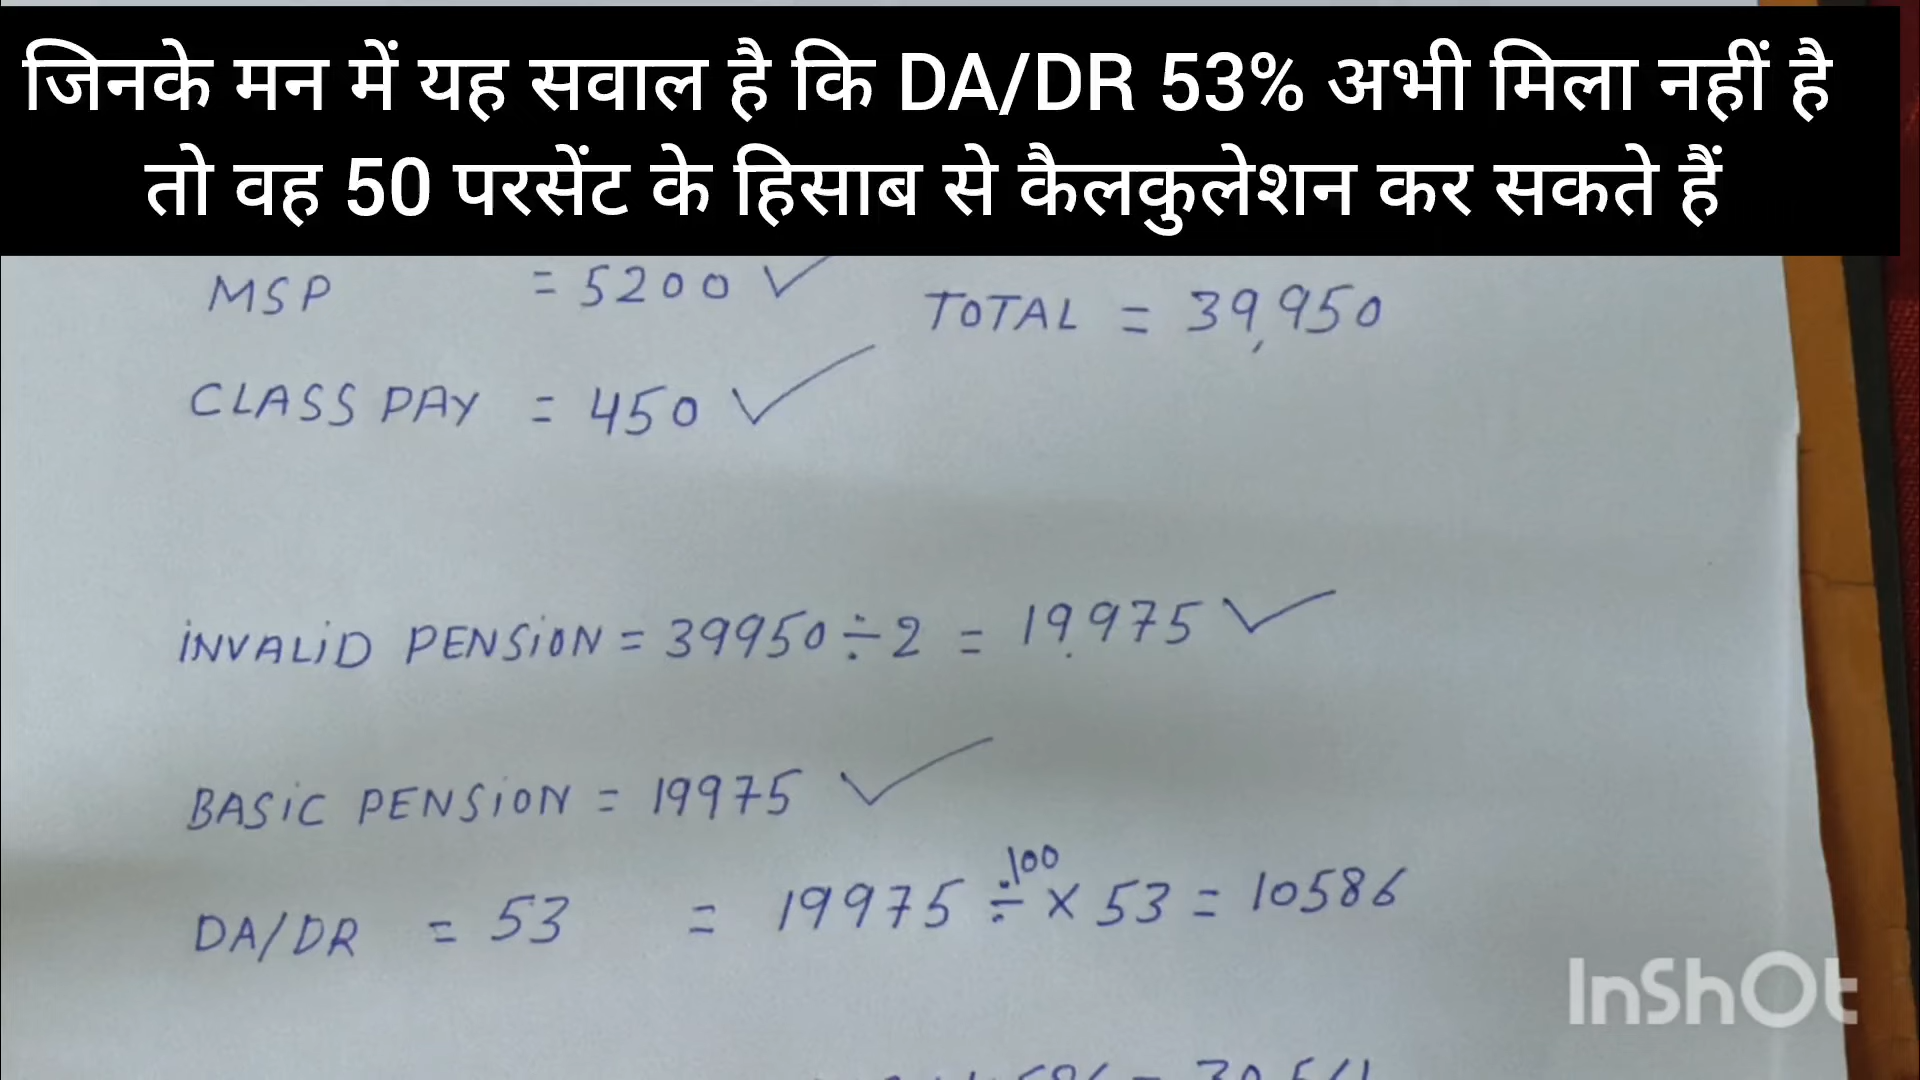 जिनके मन में यह सवाल है कि DA/DR 53% अभी मिला नहीं है
तो वह 50 परसेंट के हिसाब से कैलकुलेशन कर सकते हैं
MSP = 5200 ✓
TOTAL = 39,950
CLASS PAY = 450 ✓
INVALID PENSION = 39950 ÷ 2 = 19,975 ✓
BASIC PENSION = 19975 ✓
DA/DR = 53 = 19975 ÷ 100 × 53 = 10586
InShOt